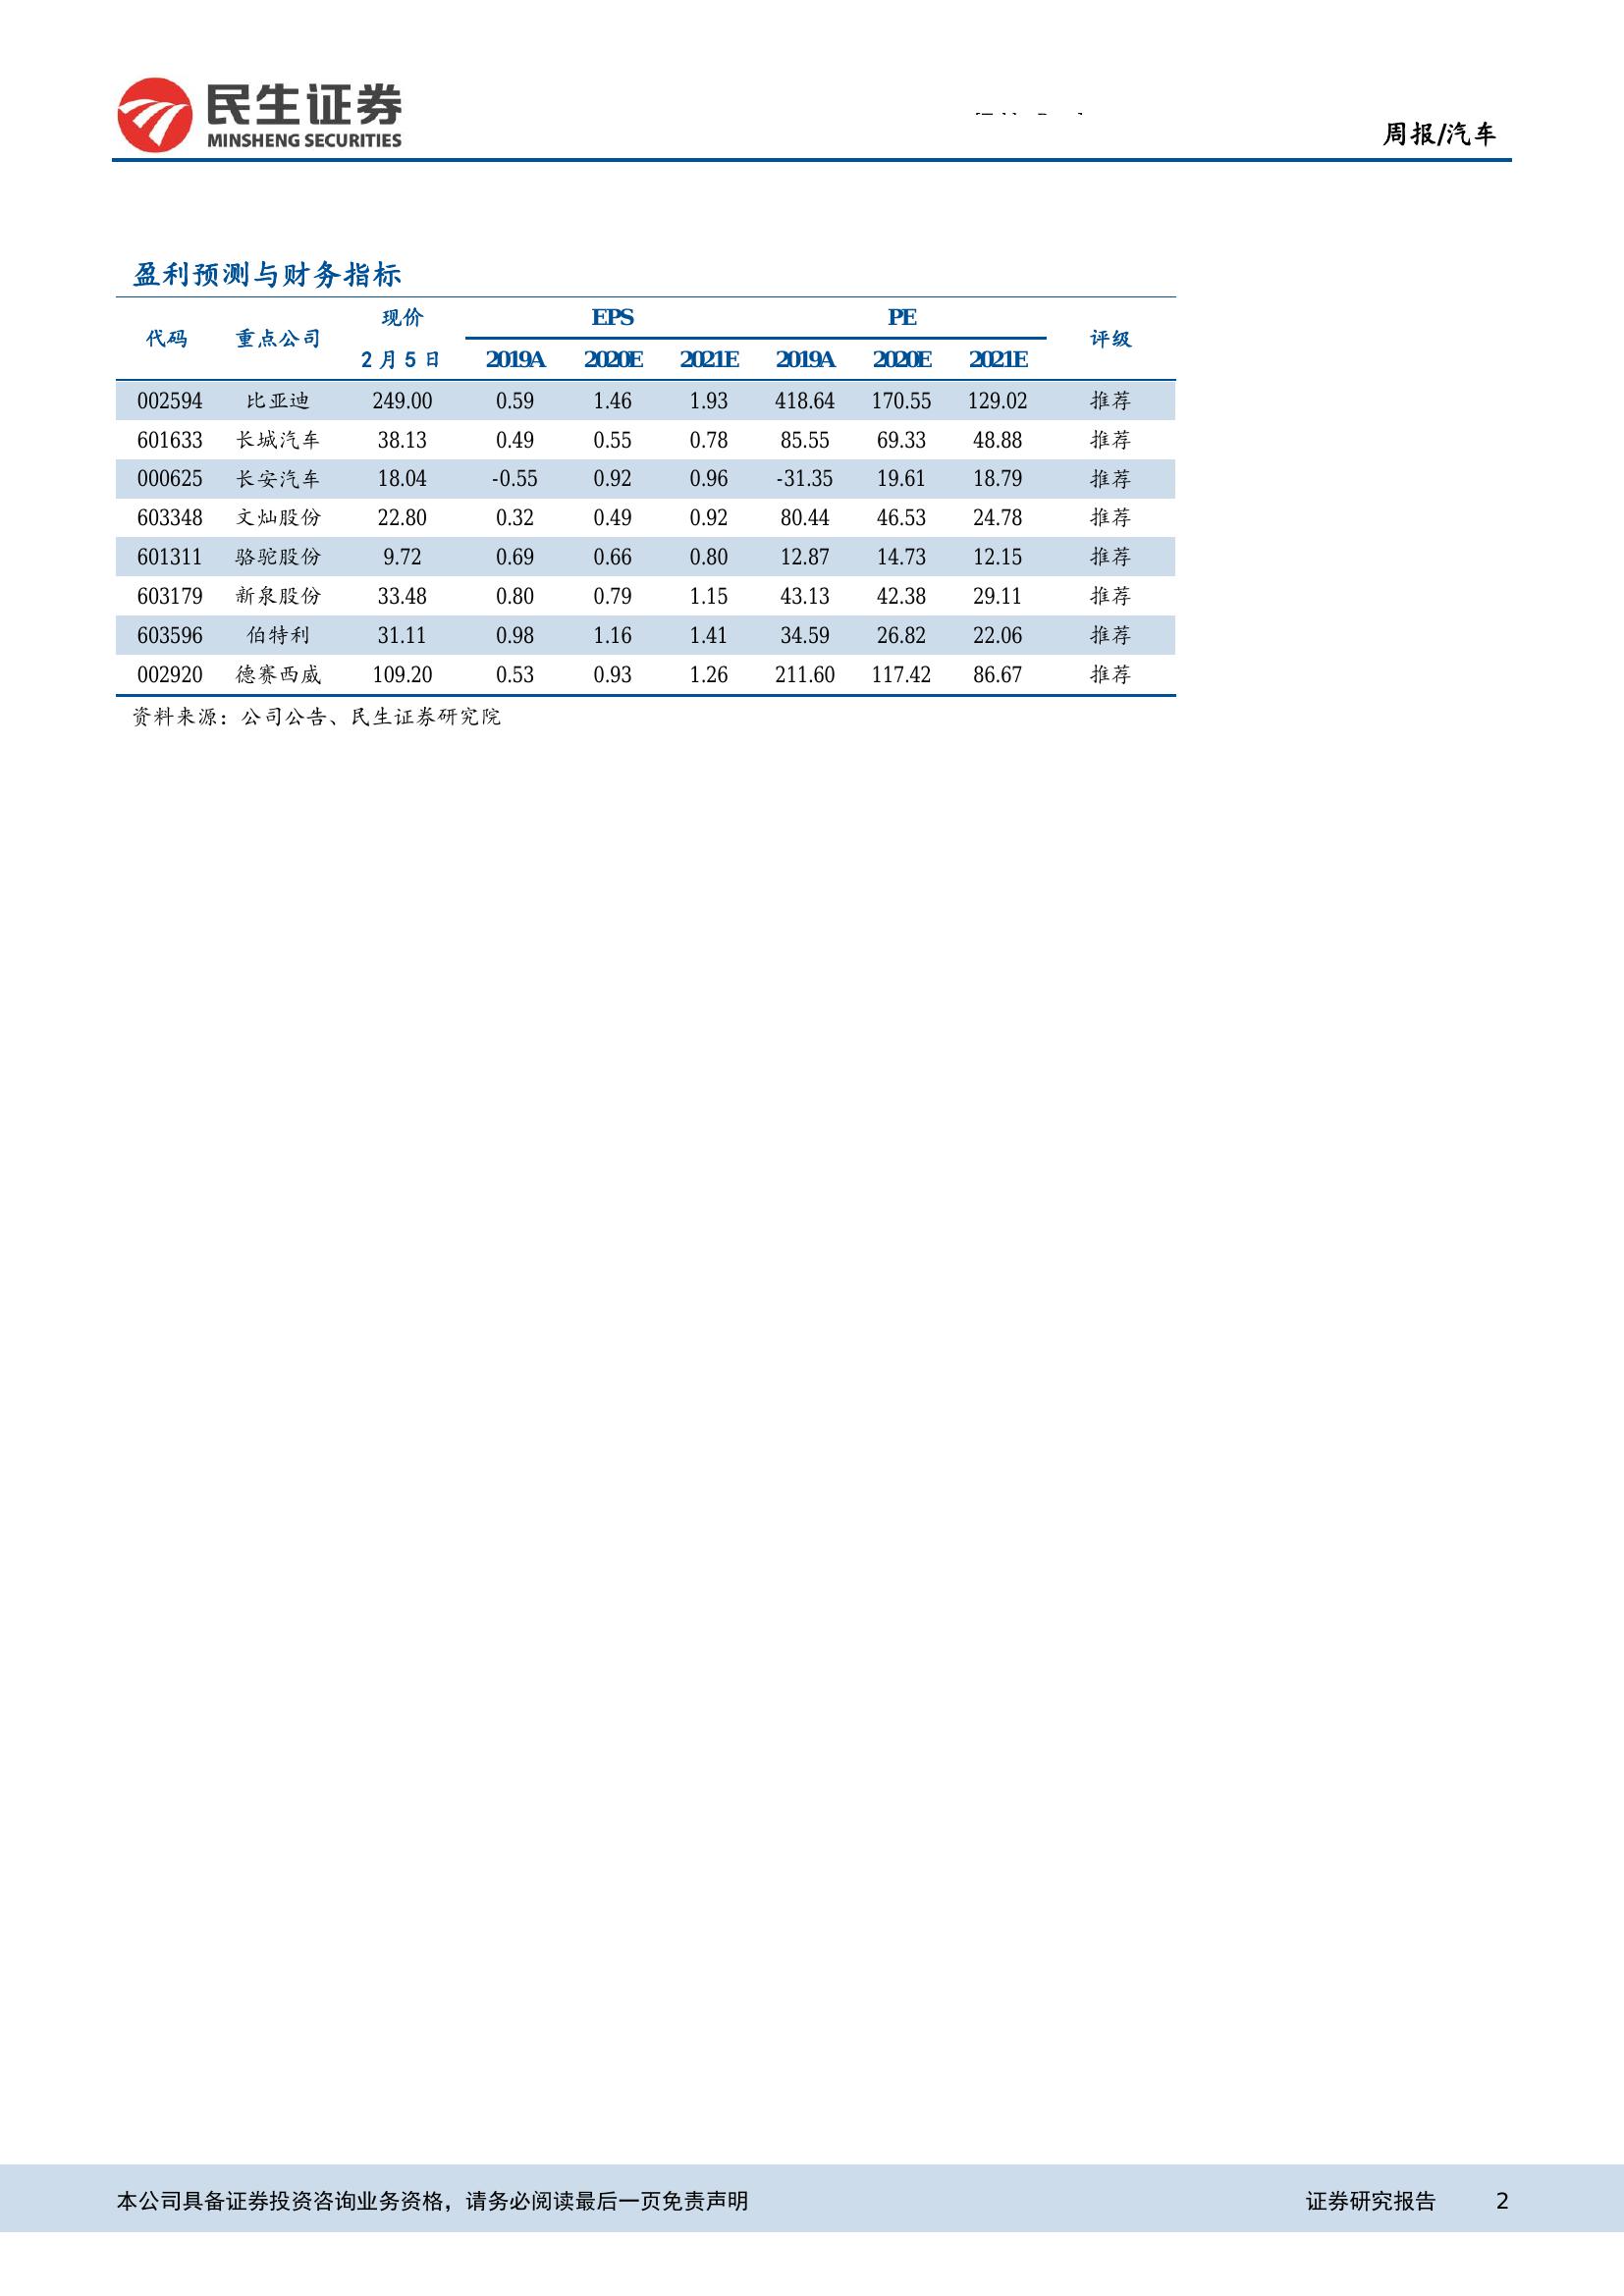 民生证券
MINSHENG SECURITIES
周报/汽车
盈利预测与财务指标
代码 重点公司 现价 EPS PE 评级
2月5日 2019A 2020E 2021E 2019A 2020E 2021E
002594 比亚迪 249.00 0.59 1.46 1.93 418.64 170.55 129.02 推荐
601633 长城汽车 38.13 0.49 0.55 0.78 85.55 69.33 48.88 推荐
000625 长安汽车 18.04 -0.55 0.92 0.96 -31.35 19.61 18.79 推荐
603348 文灿股份 22.80 0.32 0.49 0.92 80.44 46.53 24.78 推荐
601311 骆驼股份 9.72 0.69 0.66 0.80 12.87 14.73 12.15 推荐
603179 新泉股份 33.48 0.80 0.79 1.15 43.13 42.38 29.11 推荐
603596 伯特利 31.11 0.98 1.16 1.41 34.59 26.82 22.06 推荐
002920 德赛西威 109.20 0.53 0.93 1.26 211.60 117.42 86.67 推荐
资料来源：公司公告、民生证券研究院
本公司具备证券投资咨询业务资格，请务必阅读最后一页免责声明 证券研究报告 2